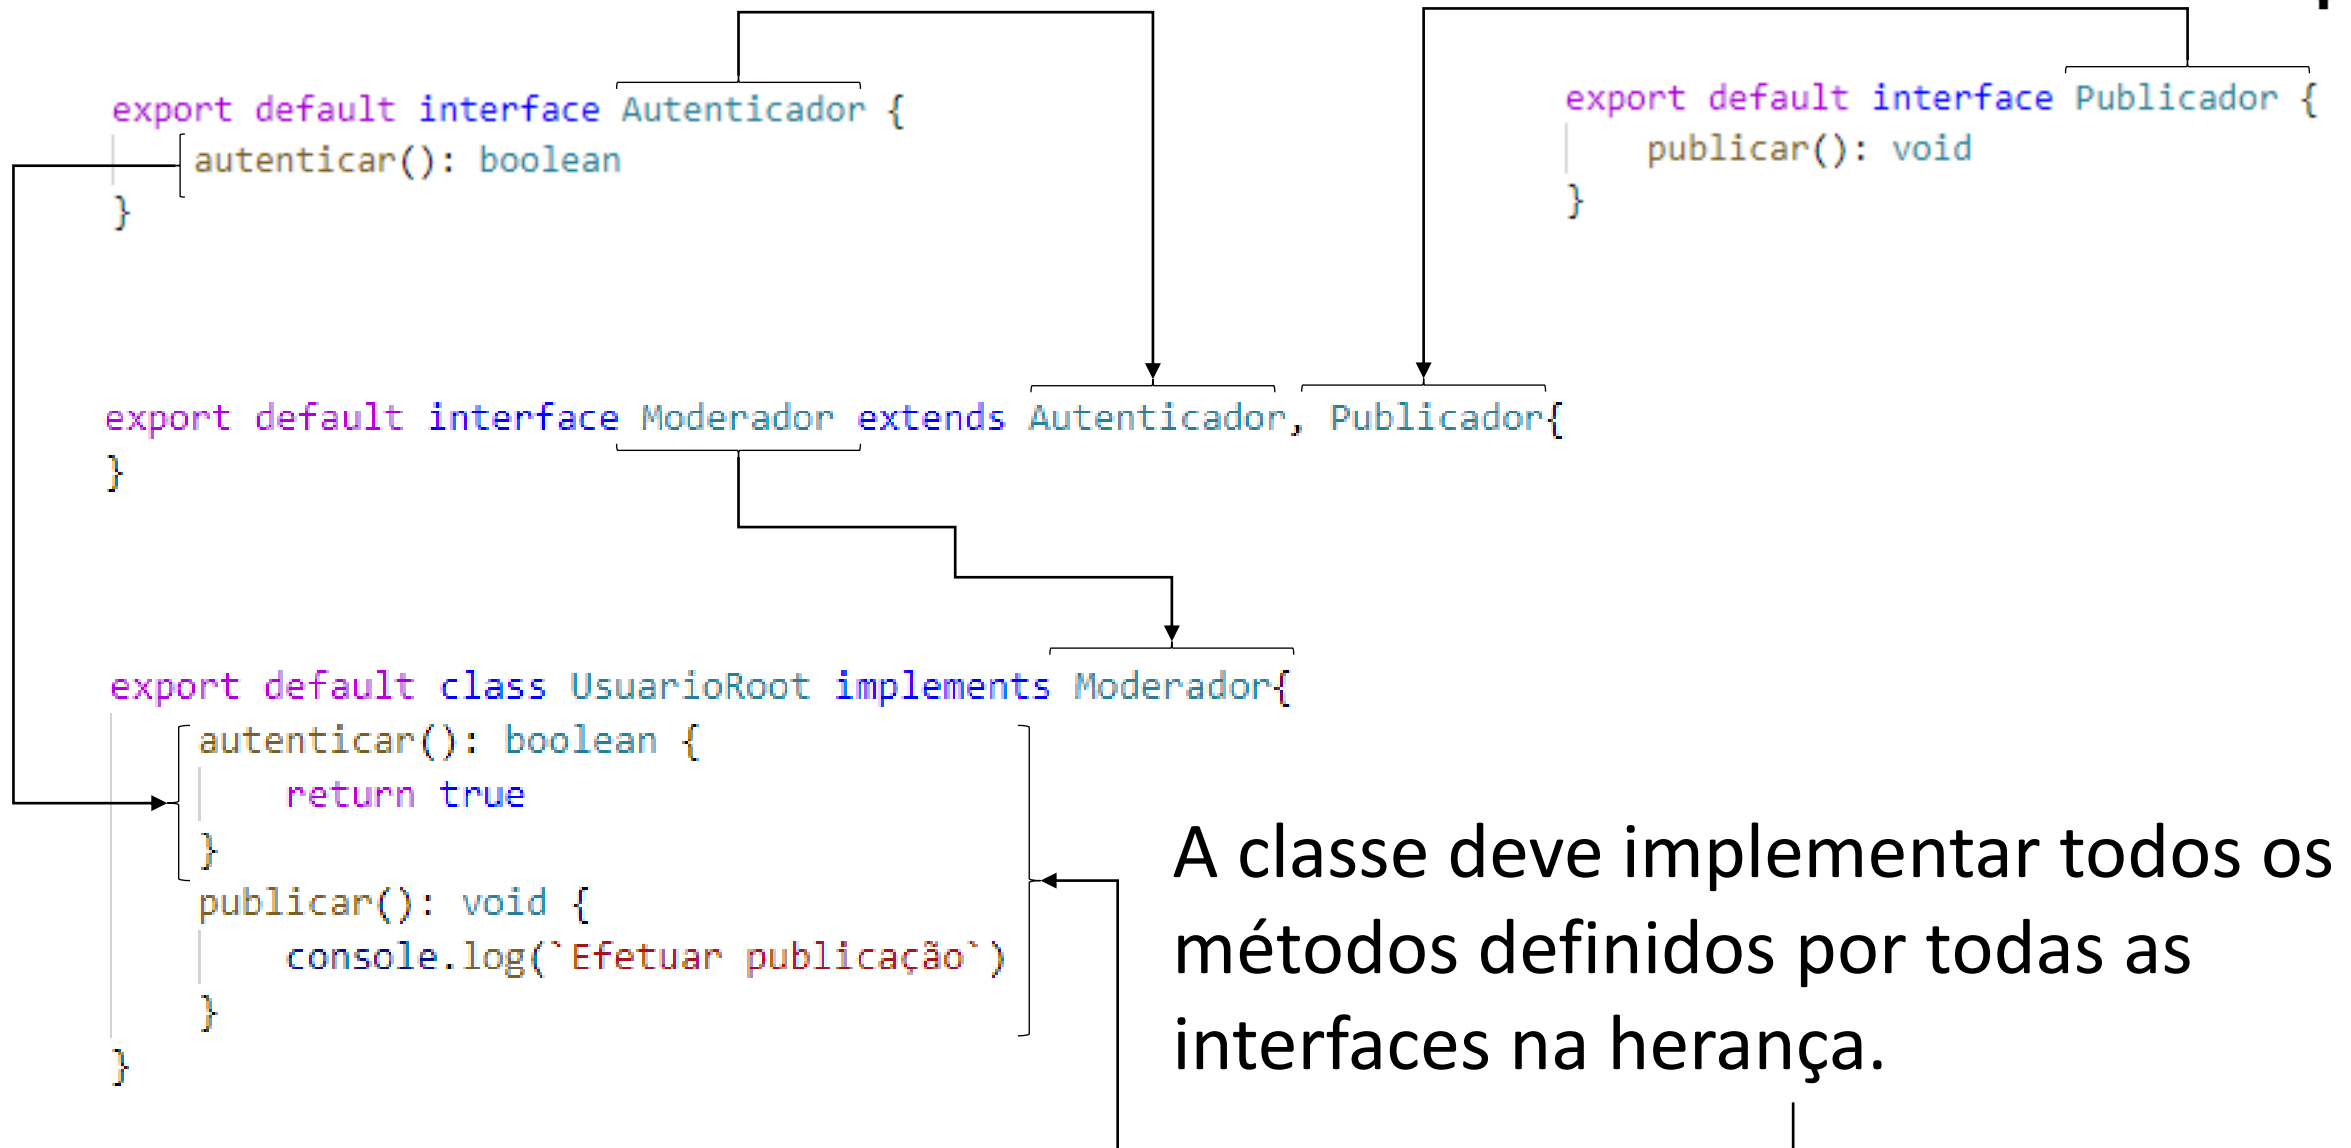 export default interface Autenticador {
autenticar(): boolean
}
export default interface Publicador {
publicar(): void
}
export default interface Moderador extends Autenticador, Publicador{
}
export default class UsuarioRoot implements Moderador{
autenticar(): boolean {
return true
}
publicar(): void {
console.log(`Efetuar publicação`)
}
}
A classe deve implementar todos os
métodos definidos por todas as
interfaces na herança.